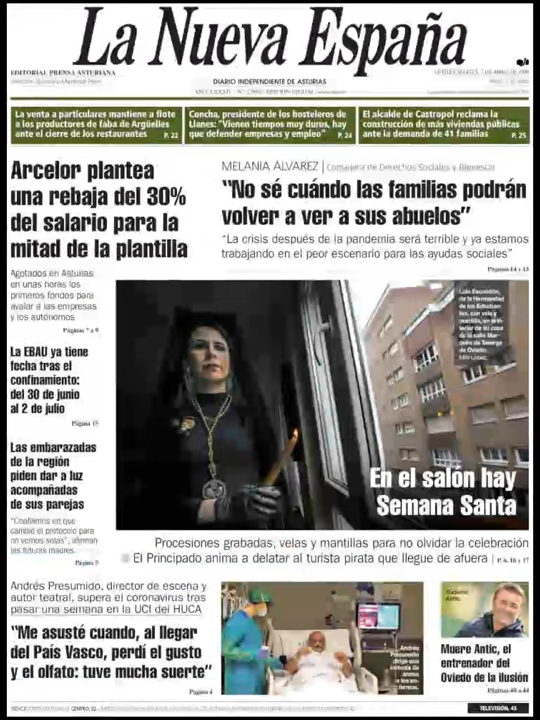 La Nueva España
EDITORIAL PRENSA ASTURIANA
DIARIO INDEPENDIENTE DE ASTURIAS
La venta a particulares mantiene a flote
a los productores de faba de Argüelles
ante el cierre de los restaurantes P. 22
Concha, presidente de los hosteleros de
Llanes: "Vienen tiempos muy duros, hay
que defender empresas y empleo" P. 24
El alcalde de Castropol reclama la
construcción de más viviendas públicas
ante la demanda de 41 familias P. 25
Arcelor plantea
una rebaja del 30%
del salario para la
mitad de la plantilla
Agotados en Asturias
en unas horas los
primeros fondos para
avalar a las empresas
y los autónomos
Páginas 7 a 9
La EBAU ya tiene
fecha tras el
confinamiento:
del 30 de junio
al 2 de julio
Página 15
Las embarazadas
de la región
piden dar a luz
acompañadas
de sus parejas
"Confiamos en que
cambie el protocolo para
no vernos solas", afirman
las futuras madres
Página 5
MELANIA ÁLVAREZ | Consejera de Derechos Sociales y Bienestar
"No sé cuándo las familias podrán
volver a ver a sus abuelos"
"La crisis después de la pandemia será terrible y ya estamos
trabajando en el peor escenario para las ayudas sociales"
Páginas 14 y 15
En el salón hay
Semana Santa
Procesiones grabadas, velas y mantillas para no olvidar la celebración
El Principado anima a delatar al turista pirata que llegue de afuera | P. 6, 16 y 17
Andrés Presumido, director de escena y
autor teatral, supera el coronavirus tras
pasar una semana en la UCI del HUCA
"Me asusté cuando, al llegar
del País Vasco, perdí el gusto
y el olfato: tuve mucha suerte"
Página 4
Andrés
Presumido
Radomir
Antic.
Muere Antic, el
entrenador del
Oviedo de la ilusión
Páginas 40 a 44
TELEVISIÓN, 45